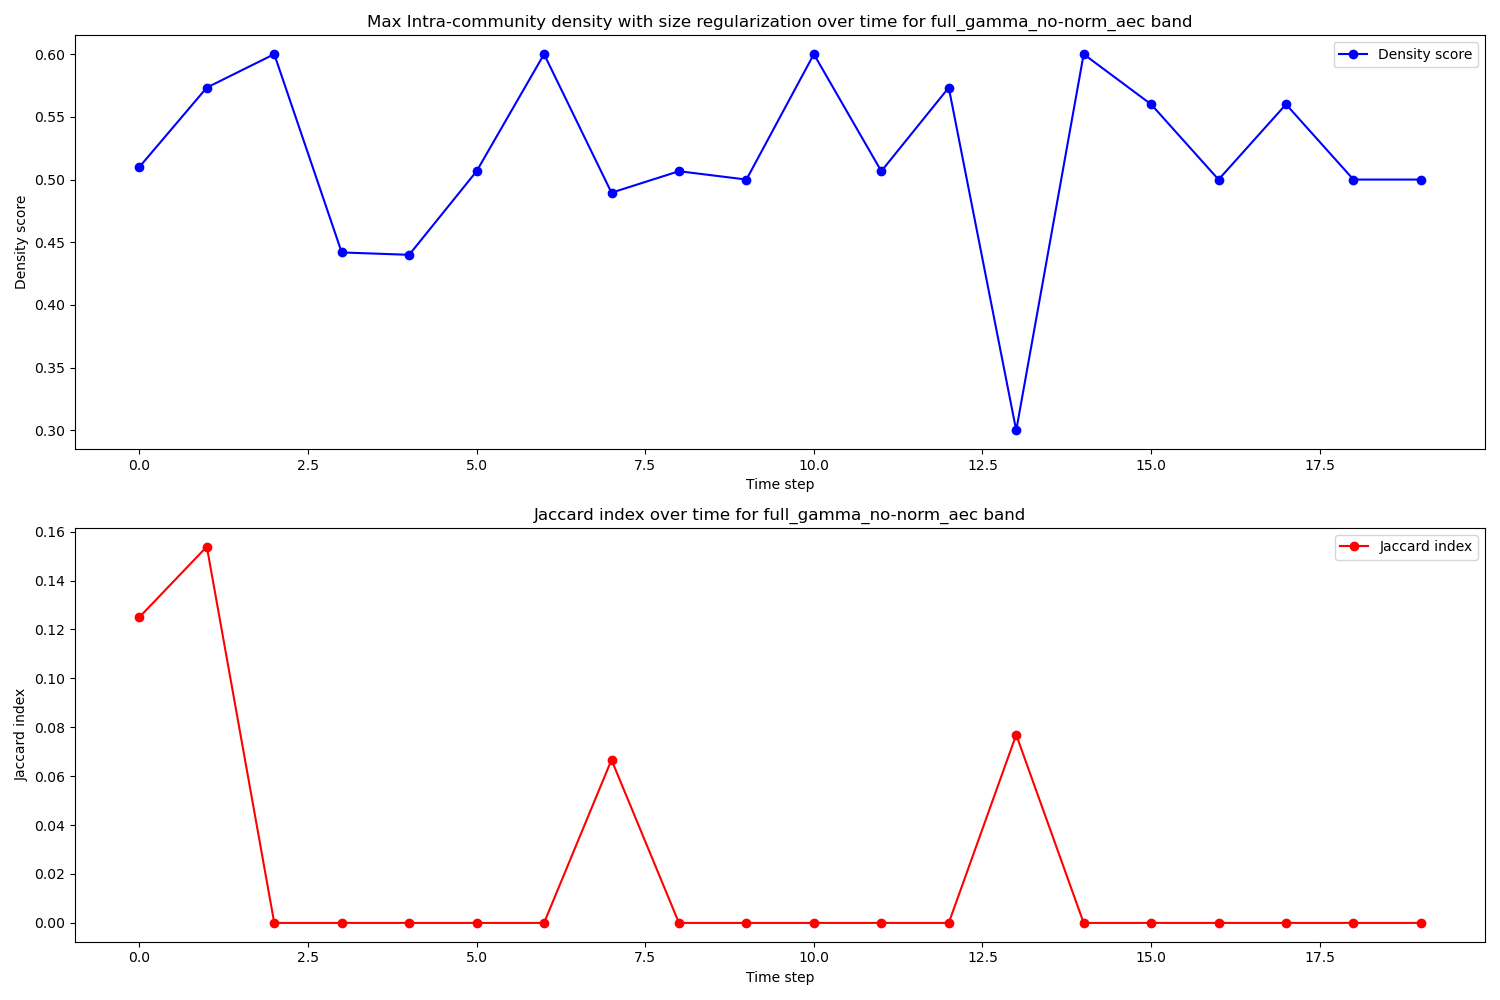 Max Intra-community density with size regularization over time for full_gamma_no-norm_aec band
Density score
0.60
0.55
0.50
0.45
0.40
0.35
0.30
Density score
0.0 2.5 5.0 7.5 10.0 12.5 15.0 17.5
Time step
Jaccard index over time for full_gamma_no-norm_aec band
Jaccard index
0.16
0.14
0.12
0.10
0.08
0.06
0.04
0.02
0.00
Jaccard index
0.0 2.5 5.0 7.5 10.0 12.5 15.0 17.5
Time step